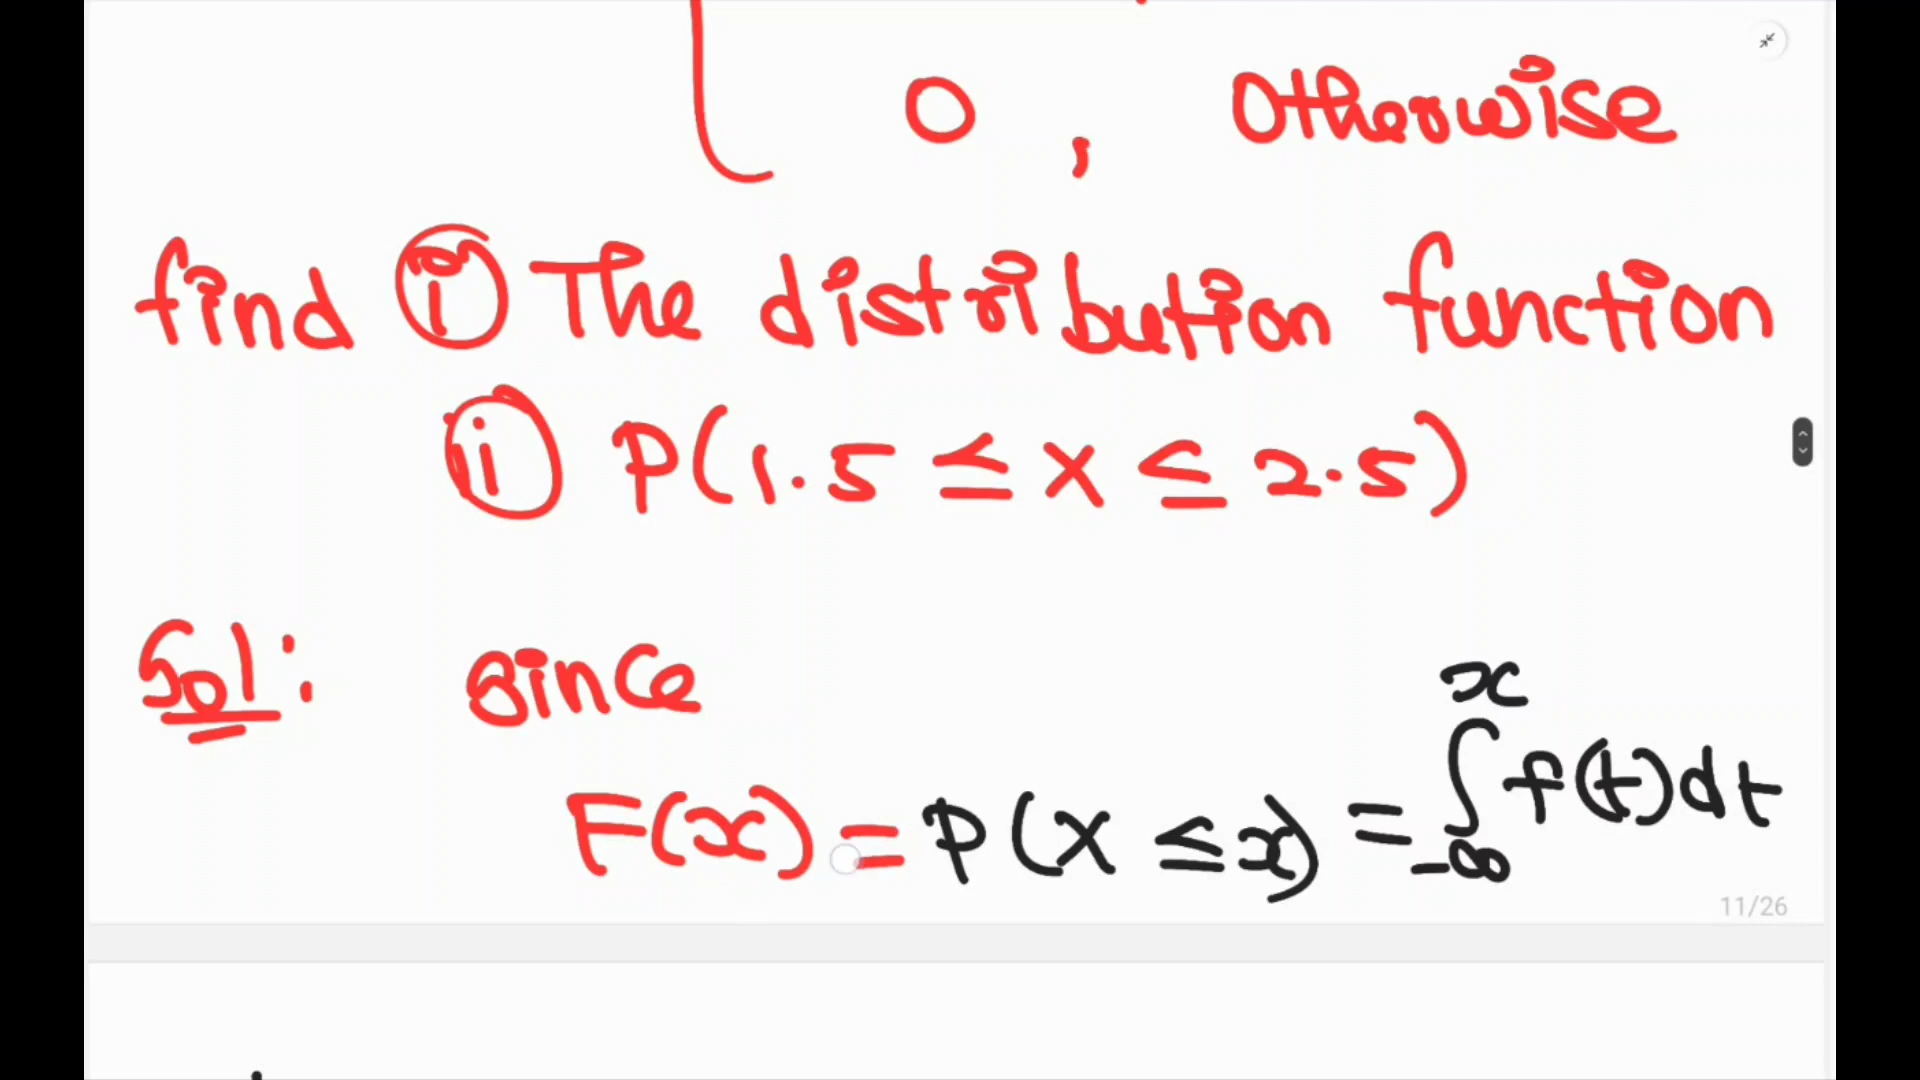 0 , Otherwise
find (i) The distribution function
(ii) P(1.5 ≤ x ≤ 2.5)
Sol: since
F(x) = P(X ≤ x) = ∫_{-∞}^{x} f(t)dt
11/26